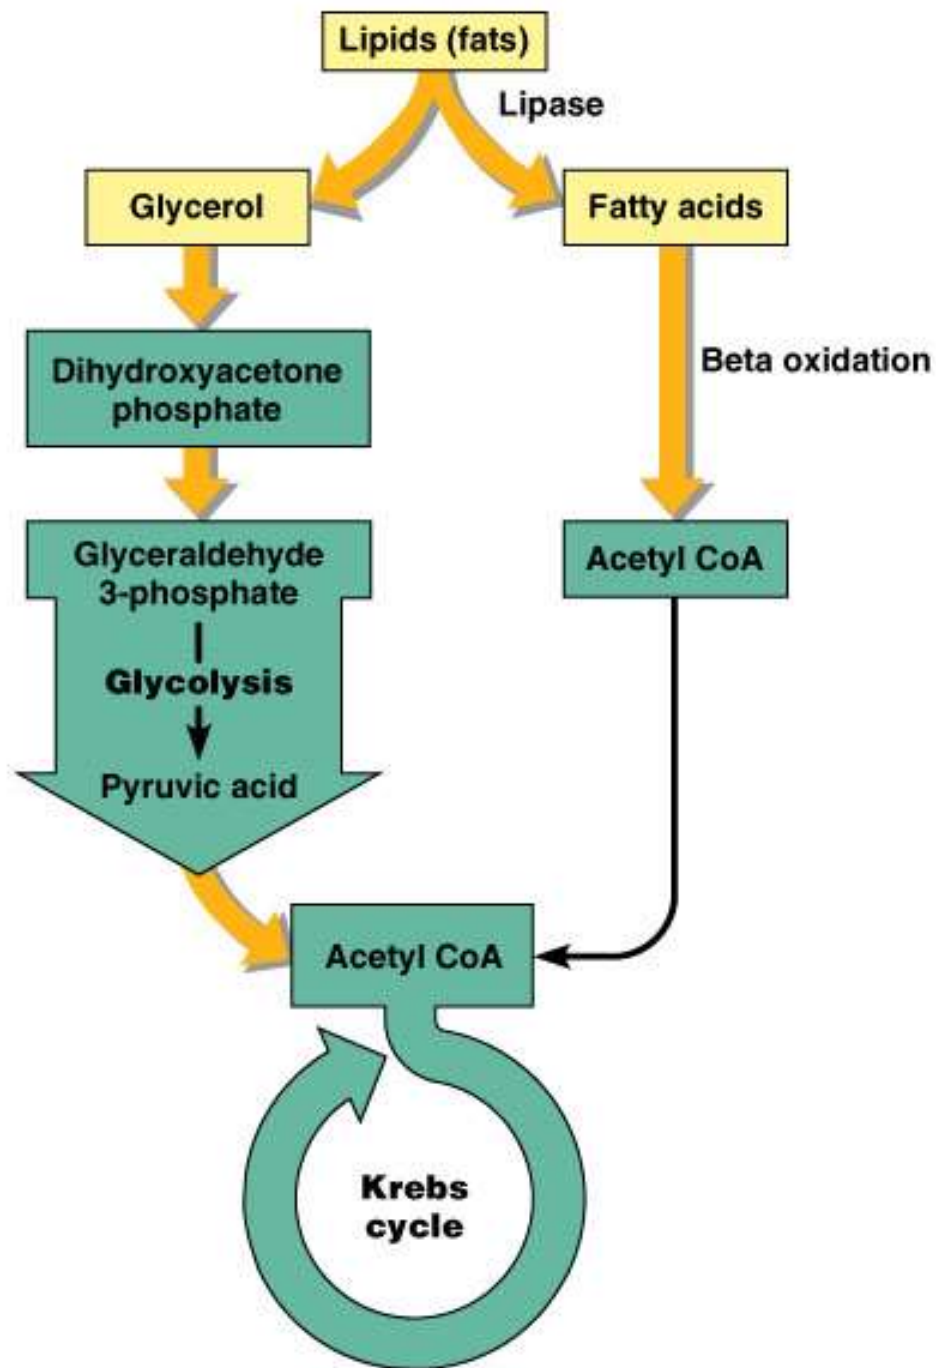 Lipids (fats)
Lipase
Glycerol
Fatty acids
Dihydroxyacetone
phosphate
Beta oxidation
Glyceraldehyde
3-phosphate
Glycolysis
Pyruvic acid
Acetyl CoA
Acetyl CoA
Krebs
cycle